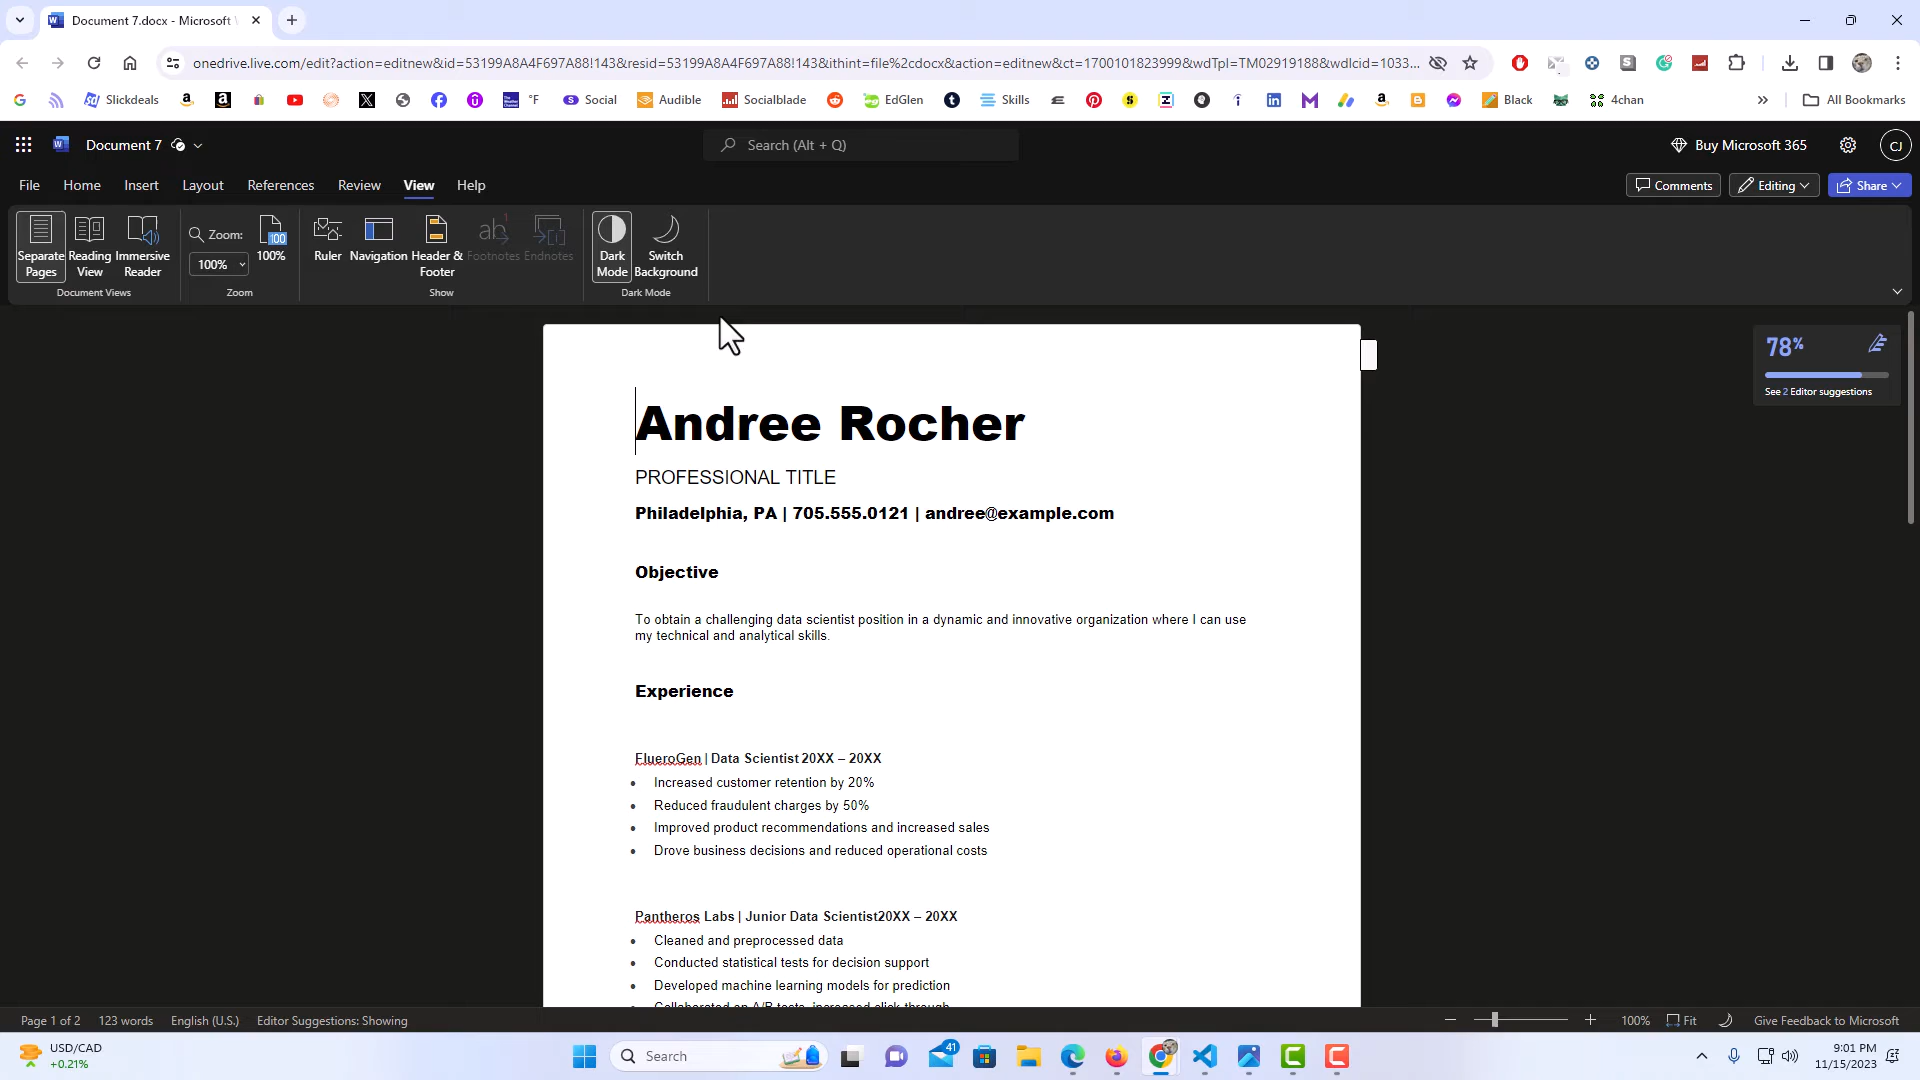 Document 7.docx - Microsoft
onedrive.live.com/edit?action=editnew&id=53199A8A4F697A88!143&resid=53199A8A4F697A88!143&ithint=file%2cdocx&action=editnew&ct=1700101823999&wdTpl=TM02919188&wdlcid=1033...
Slickdeals °F Social Audible Socialblade EdGlen Skills Black 4chan » All Bookmarks
Document 7 Search (Alt + Q) Buy Microsoft 365 CJ
File Home Insert Layout References Review View Help Comments Editing Share
Separate Pages Reading View Immersive Reader Zoom: 100% 100% Ruler Navigation Header & Footer Footnotes Endnotes Dark Mode Switch Background
Document Views Zoom Show Dark Mode
78%
See 2 Editor suggestions
Andree Rocher
PROFESSIONAL TITLE
Philadelphia, PA | 705.555.0121 | andree@example.com
Objective
To obtain a challenging data scientist position in a dynamic and innovative organization where I can use
my technical and analytical skills.
Experience
FlueroGen | Data Scientist 20XX – 20XX
• Increased customer retention by 20%
• Reduced fraudulent charges by 50%
• Improved product recommendations and increased sales
• Drove business decisions and reduced operational costs
Pantheros Labs | Junior Data Scientist20XX – 20XX
• Cleaned and preprocessed data
• Conducted statistical tests for decision support
• Developed machine learning models for prediction
• Collaborated on A/B tests, increased click-through
Page 1 of 2 123 words English (U.S.) Editor Suggestions: Showing 100% Fit Give Feedback to Microsoft
USD/CAD
+0.21%
Search
41
9:01 PM
11/15/2023